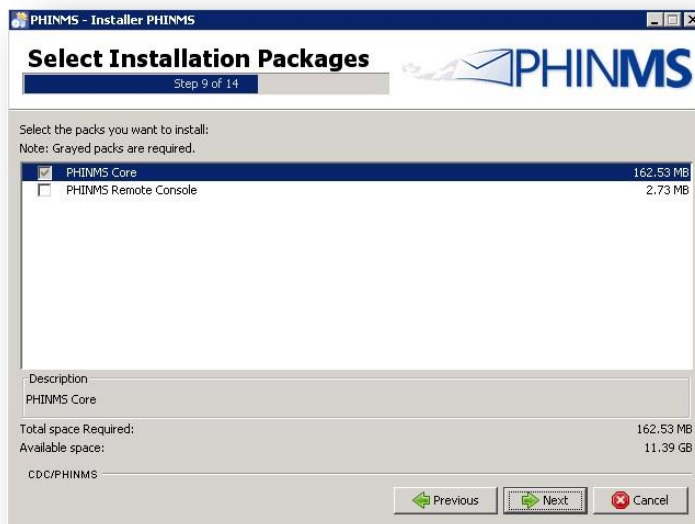 PHINMS - Installer PHINMS
Select Installation Packages
Step 9 of 14
PHINMS
Select the packs you want to install:
Note: Grayed packs are required.
PHINMS Core 162.53 MB
PHINMS Remote Console 2.73 MB
Description
PHINMS Core
Total space Required: 162.53 MB
Available space: 11.39 GB
CDC/PHINMS
Previous Next Cancel